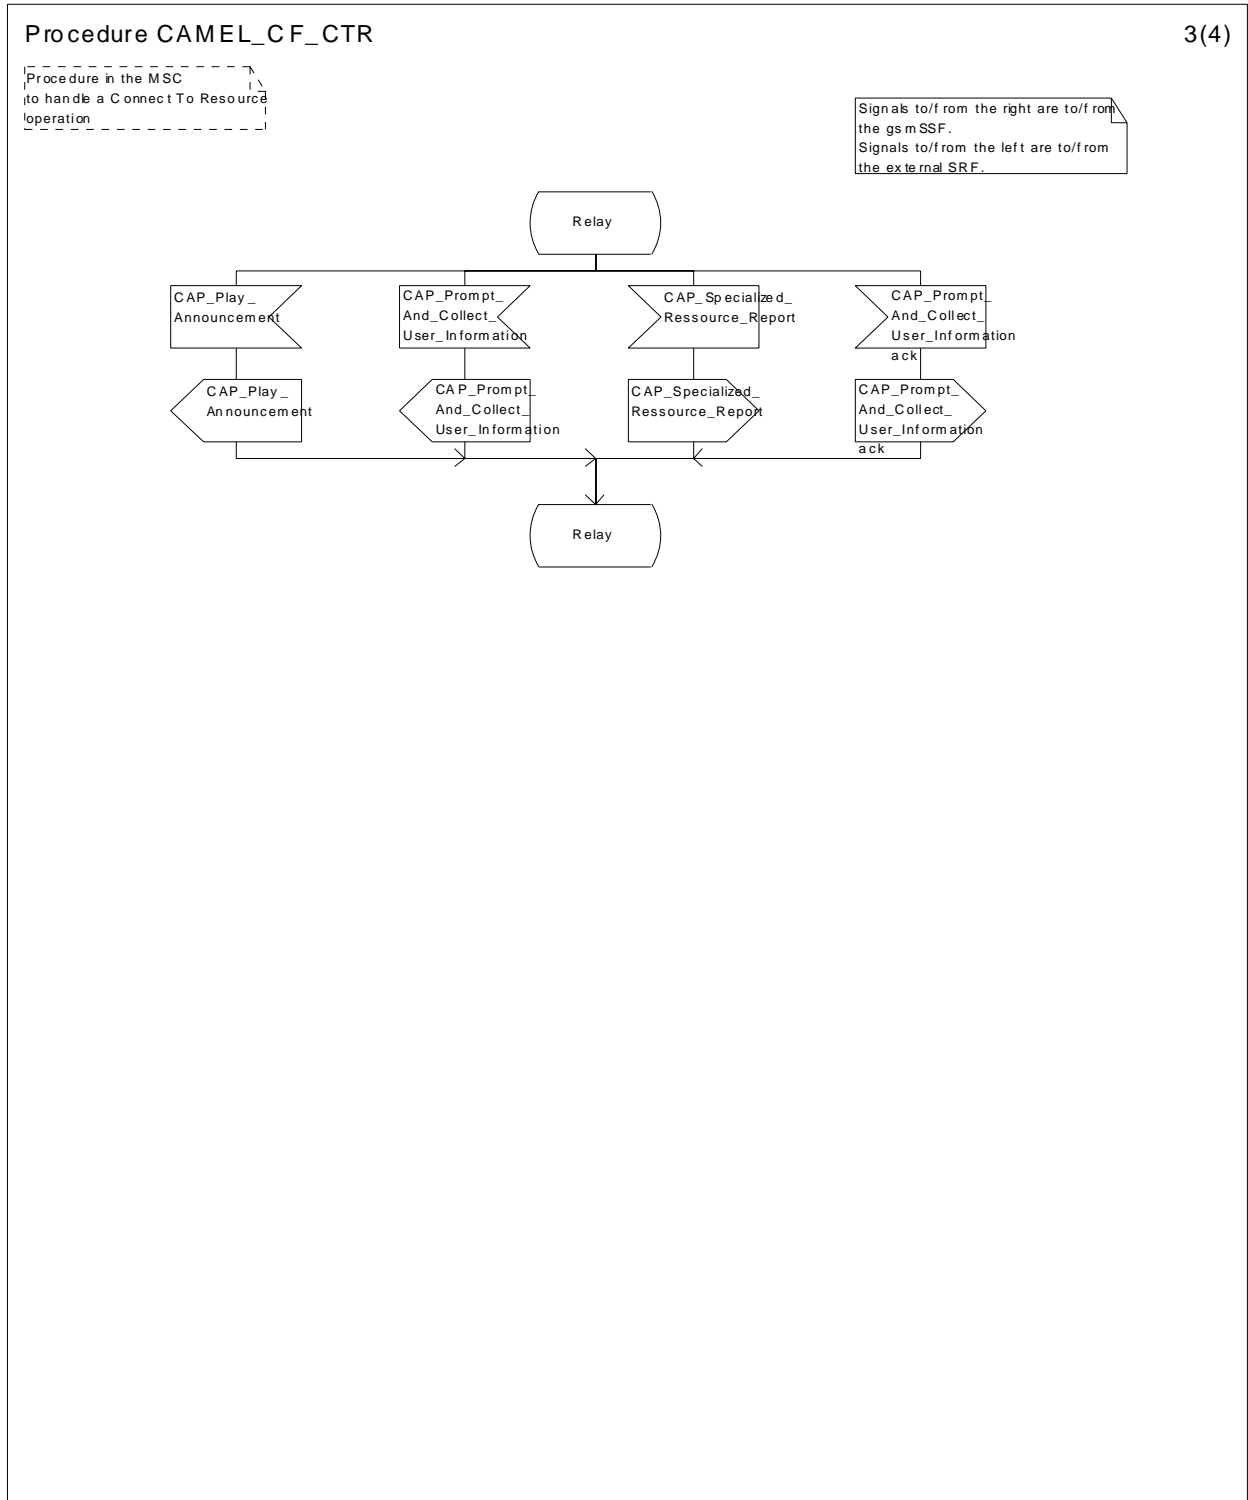 Procedure CAMEL_CF_CTR
3(4)
Procedure in the MSC
to handle a Connect To Resource
operation
Signals to/from the right are to/from
the gsmSSF.
Signals to/from the left are to/from
the external SRF.
Relay
CAP_Play_
Announcement
CAP_Prompt_
And_Collect_
User_Information
CAP_Specialized_
Ressource_Report
CAP_Prompt_
And_Collect_
User_Information
ack
CAP_Play_
Announcement
CAP_Prompt_
And_Collect_
User_Information
CAP_Specialized_
Ressource_Report
CAP_Prompt_
And_Collect_
User_Information
ack
Relay